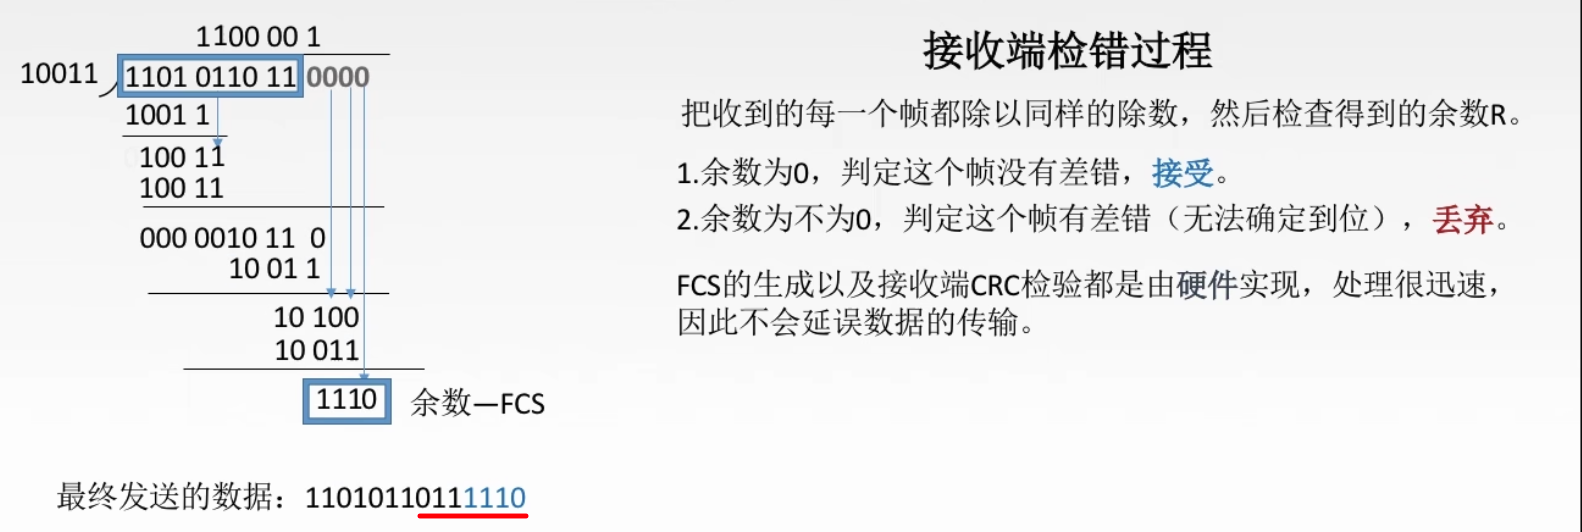 1100 00 1
10011
1101 0110 11 0000
1001 1
100 11
100 11
000 0010 11 0
10 01 1
10 100
10 011
1110 余数—FCS
最终发送的数据：11010110111110
接收端检错过程
把收到的每一个帧都除以同样的除数，然后检查得到的余数R。
1.余数为0，判定这个帧没有差错，接受。
2.余数为不为0，判定这个帧有差错（无法确定到位），丢弃。
FCS的生成以及接收端CRC检验都是由硬件实现，处理很迅速，
因此不会延误数据的传输。